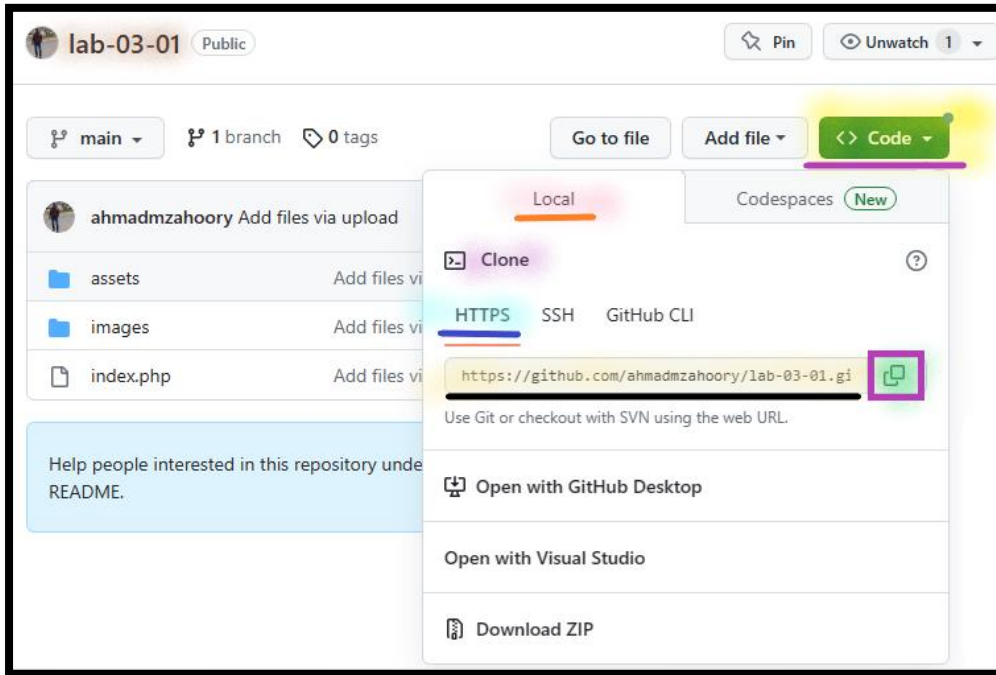 lab-03-01 Public Pin Unwatch 1
main 1 branch 0 tags Go to file Add file <> Code
ahmadmzahoory Add files via upload
assets Add files vi
images Add files vi
index.php Add files vi
Help people interested in this repository unde
README.
Local Codespaces New
Clone
HTTPS SSH GitHub CLI
https://github.com/ahmadmzahoory/lab-03-01.gi
Use Git or checkout with SVN using the web URL.
Open with GitHub Desktop
Open with Visual Studio
Download ZIP